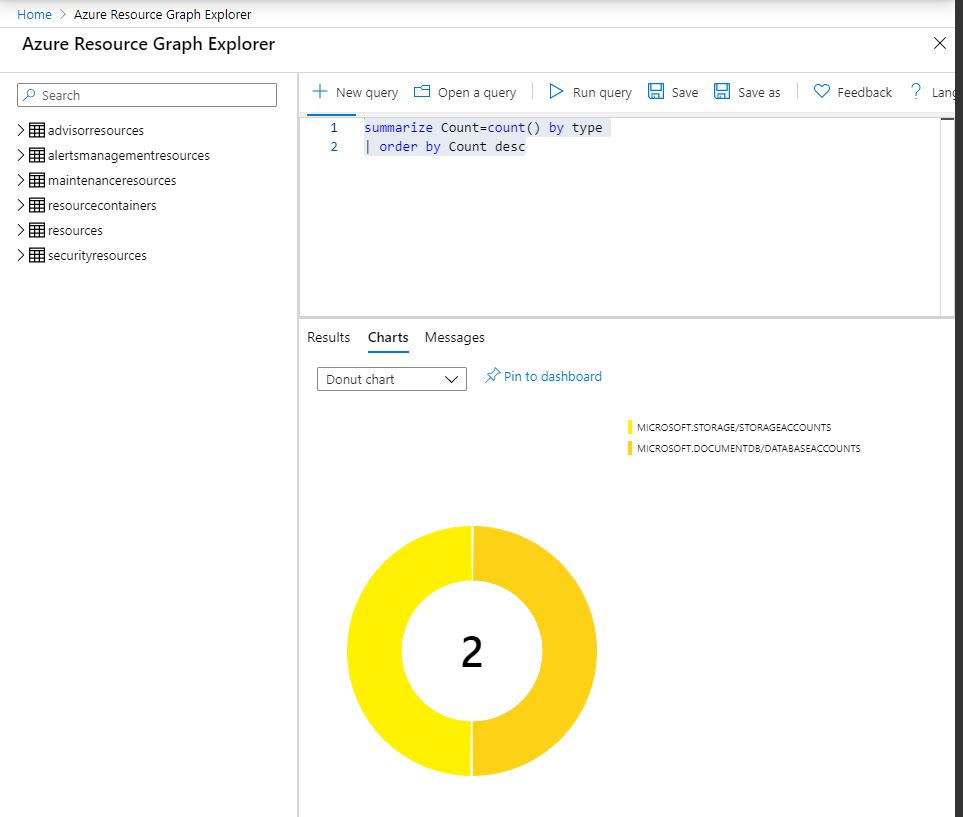 Home > Azure Resource Graph Explorer
Azure Resource Graph Explorer
Search
advisorresources
alertsmanagementresources
maintenanceresources
resourcecontainers
resources
securityresources
New query Open a query Run query Save Save as Feedback ? Lang
1 summarize Count=count() by type
2 | order by Count desc
Results Charts Messages
Donut chart Pin to dashboard
MICROSOFT.STORAGE/STORAGEACCOUNTS
MICROSOFT.DOCUMENTDB/DATABASEACCOUNTS
2